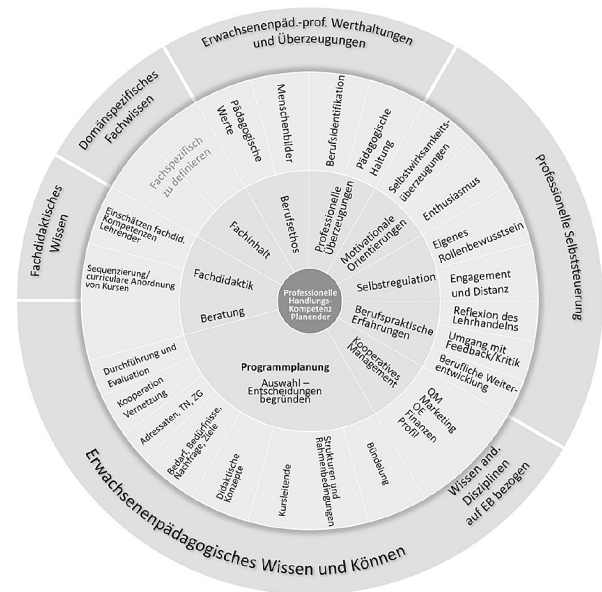 Erwachsenenpäd.-prof. Werthaltungen
und Überzeugungen
Professionelle Selbststeuerung
Wissen and.
Disziplinen
auf EB bezogen
Erwachsenenpädagogisches Wissen und Können
Fachdidaktisches
Wissen
Domänspezifisches
Fachwissen
Fachspezifisch
zu definieren
Pädagogische
Werte
Menschenbilder
Berufsidentifikation
Pädagogische
Haltung
Selbstwirksamkeits-
überzeugungen
Enthusiasmus
Eigenes
Rollenbewusstsein
Engagement
und Distanz
Reflexion des
Lehrhandelns
Umgang mit
Feedback/Kritik
Berufliche Weiter-
entwicklung
QM
Marketing
OE
Finanzen
Profil
Bündelung
Strukturen und
Rahmenbedingungen
Kursleitende
Didaktische
Konzepte
Bedarf, Bedürfnisse,
Nachfrage, Ziele
Adressaten, TN, ZG
Kooperation
Vernetzung
Durchführung und
Evaluation
Sequenzierung/
curriculare Anordnung
von Kursen
Einschätzen fachdid.
Kompetenzen
Lehrender
Fachinhalt
Berufsethos
Professionelle
Überzeugungen
Motivationale
Orientierungen
Selbstregulation
Berufspraktische
Erfahrungen
Kooperatives
Management
Programmplanung
Auswahl –
Entscheidungen
begründen
Beratung
Fachdidaktik
Professionelle
Handlungs-
Kompetenz
Planender